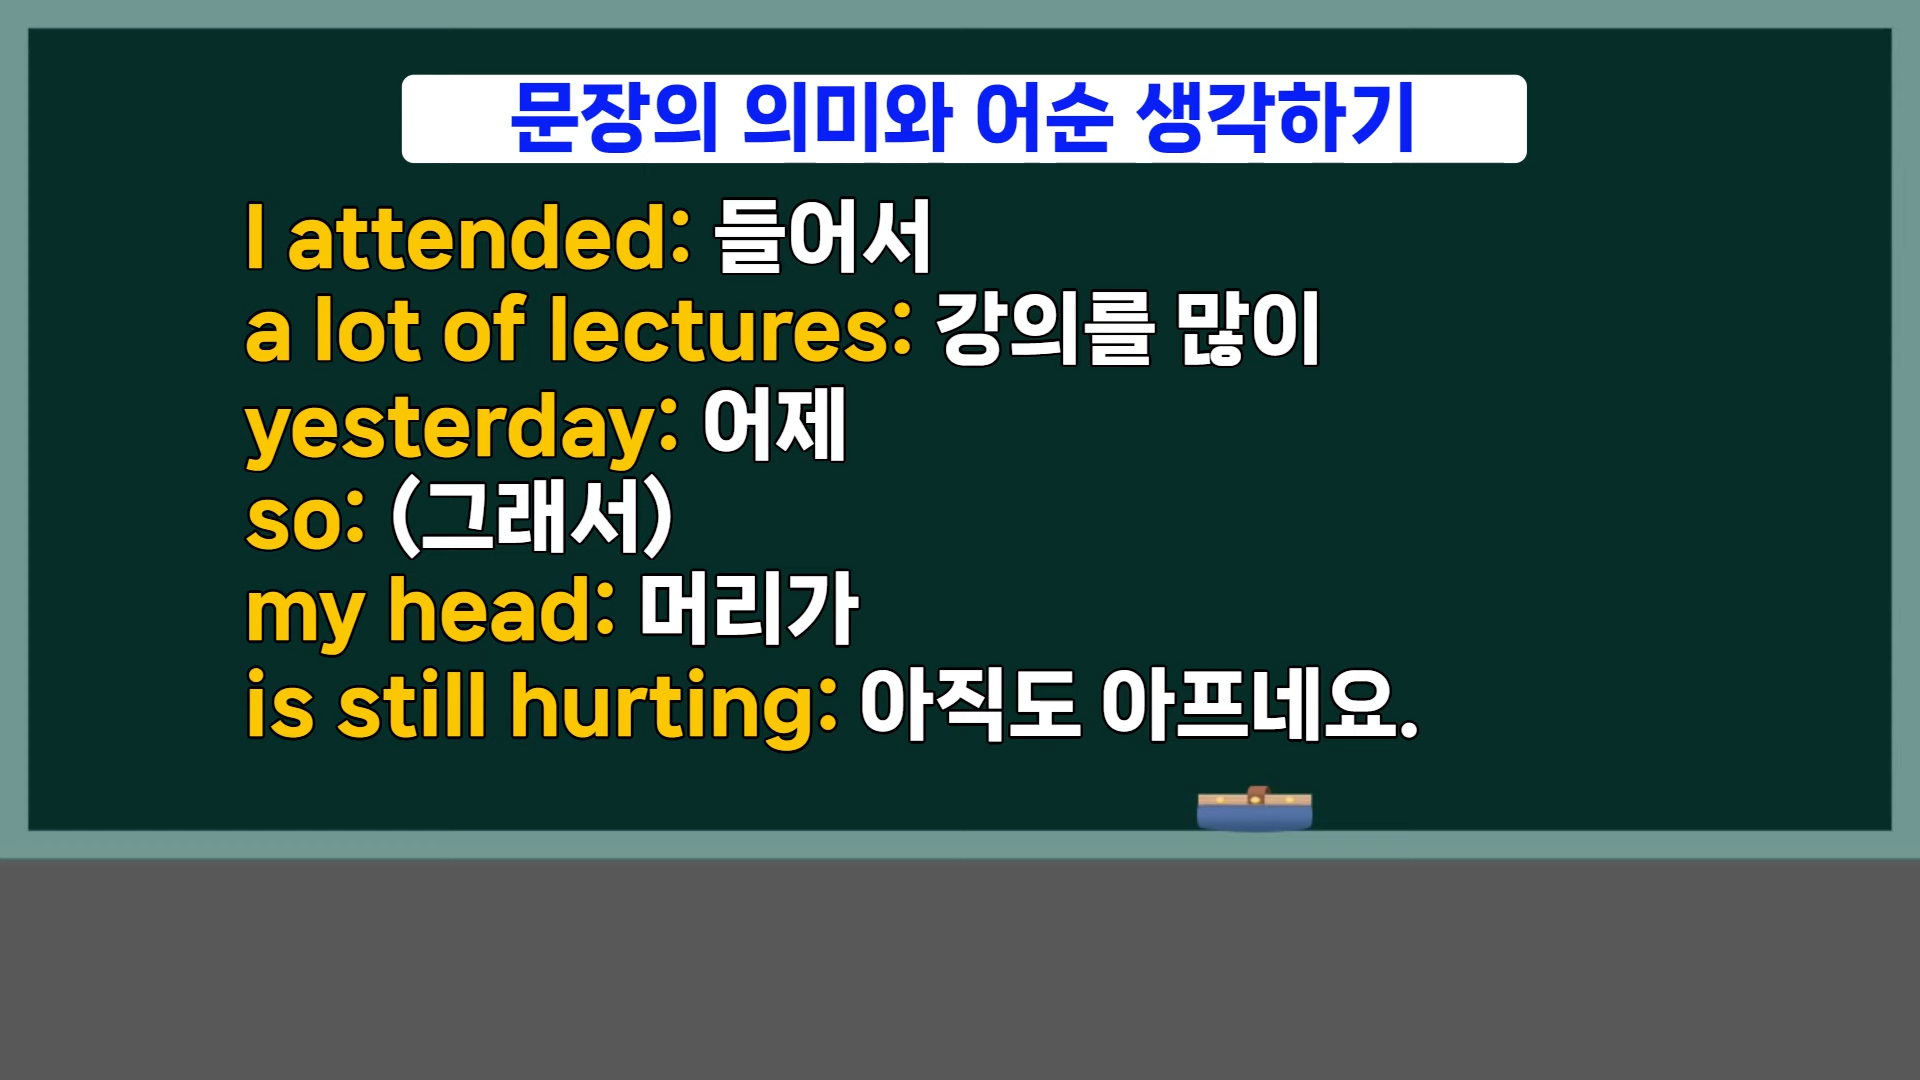 문장의 의미와 어순 생각하기
I attended: 들어서
a lot of lectures: 강의를 많이
yesterday: 어제
so: (그래서)
my head: 머리가
is still hurting: 아직도 아프네요.